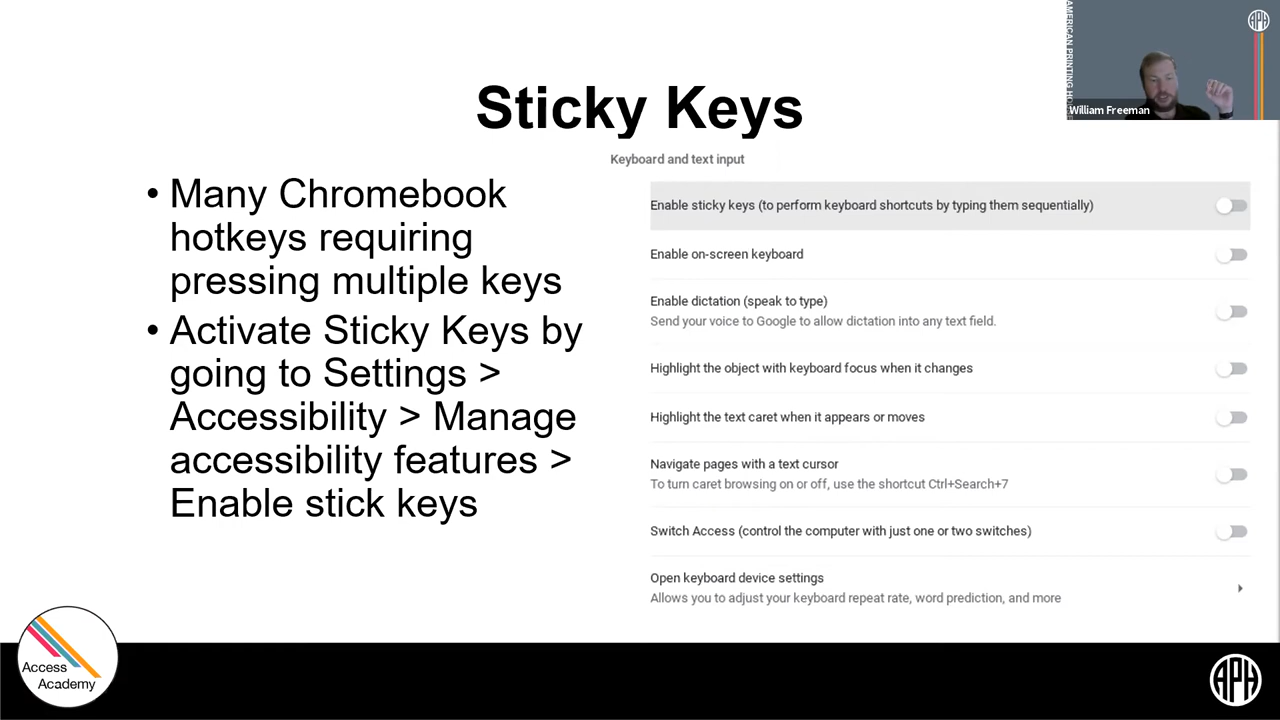 AMERICAN PRINTING HOUSE
APH
William Freeman
Sticky Keys
• Many Chromebook
hotkeys requiring
pressing multiple keys
• Activate Sticky Keys by
going to Settings >
Accessibility > Manage
accessibility features >
Enable stick keys
Keyboard and text input
Enable sticky keys (to perform keyboard shortcuts by typing them sequentially)
Enable on-screen keyboard
Enable dictation (speak to type)
Send your voice to Google to allow dictation into any text field.
Highlight the object with keyboard focus when it changes
Highlight the text caret when it appears or moves
Navigate pages with a text cursor
To turn caret browsing on or off, use the shortcut Ctrl+Search+7
Switch Access (control the computer with just one or two switches)
Open keyboard device settings
Allows you to adjust your keyboard repeat rate, word prediction, and more
Access
Academy
APH